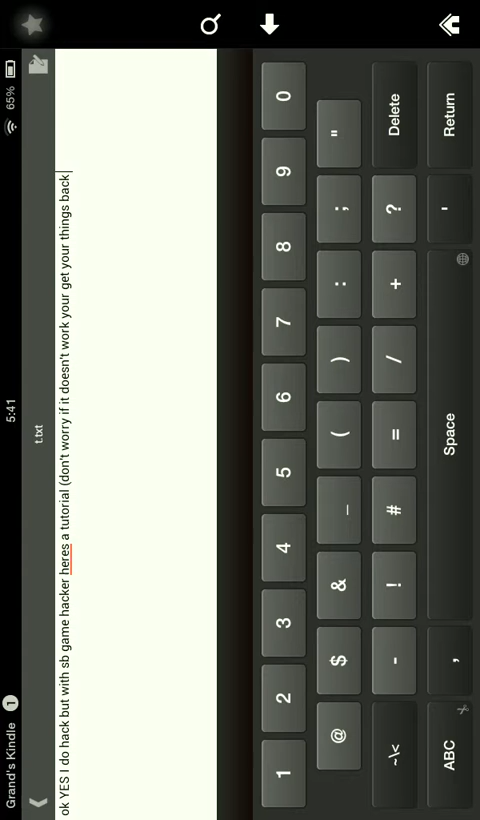 Grand's Kindle 1 5:41 65%
t.txt
ok YES I do hack but with sb game hacker heres a tutorial (don't worry if it doesn't work your get your things back
1 2 3 4 5 6 7 8 9 0
@ $ & _ ( ) : ; "
~\< - ! # = / + ? Delete
ABC , Space ' Return